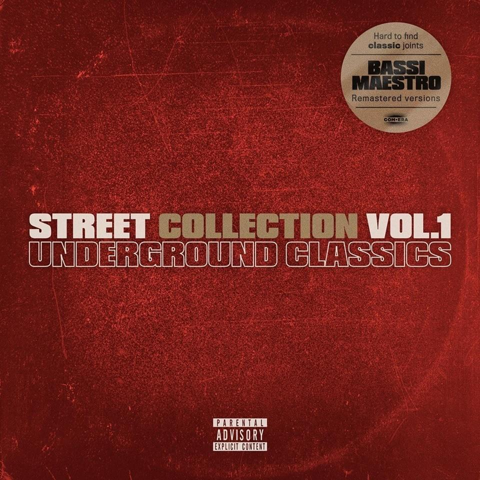 Hard to find
classic joints
BASSI
MAESTRO
Remastered versions
STREET COLLECTION VOL.1
UNDERGROUND CLASSICS
PARENTAL
ADVISORY
EXPLICIT CONTENT